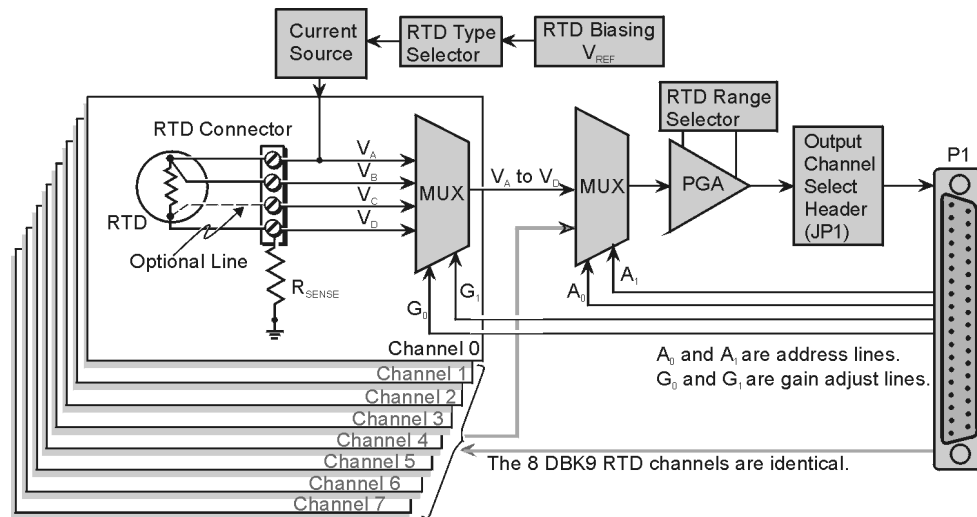 Current
Source
RTD Type
Selector
RTD Biasing
V_REF
RTD Range
Selector
RTD Connector
V_A
V_B
V_C
V_D
MUX
V_A to V_D
MUX
PGA
Output
Channel
Select
Header
(JP1)
P1
RTD
Optional Line
R_SENSE
G_0
G_1
A_0
A_1
Channel 0
Channel 1
Channel 2
Channel 3
Channel 4
Channel 5
Channel 6
Channel 7
A_0 and A_1 are address lines.
G_0 and G_1 are gain adjust lines.
The 8 DBK9 RTD channels are identical.